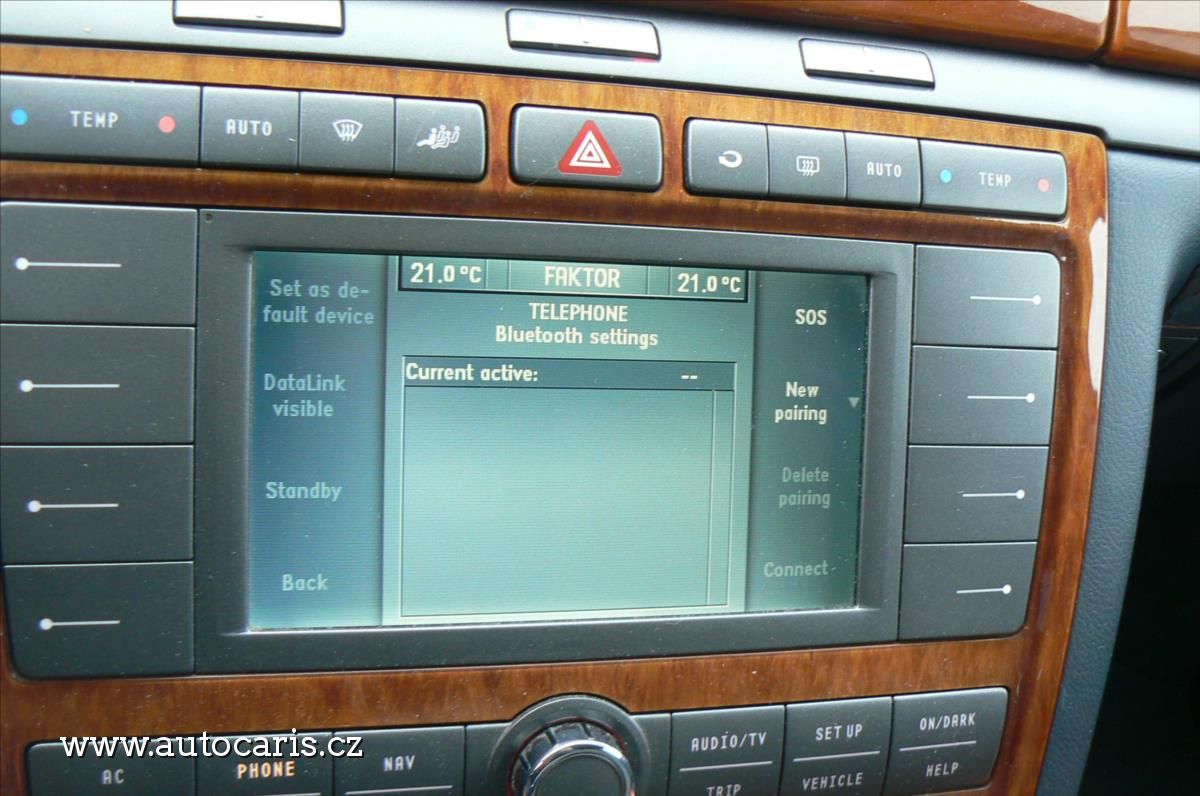 TEMP
AUTO
AUTO
TEMP
21.0 °C
FAKTOR
21.0 °C
TELEPHONE
Bluetooth settings
Current active: --
Set as de-
fault device
DataLink
visible
Standby
Back
SOS
New
pairing
Delete
pairing
Connect
AC
PHONE
NAV
AUDIO/TV
TRIP
SET UP
VEHICLE
ON/DARK
HELP
www.autocaris.cz